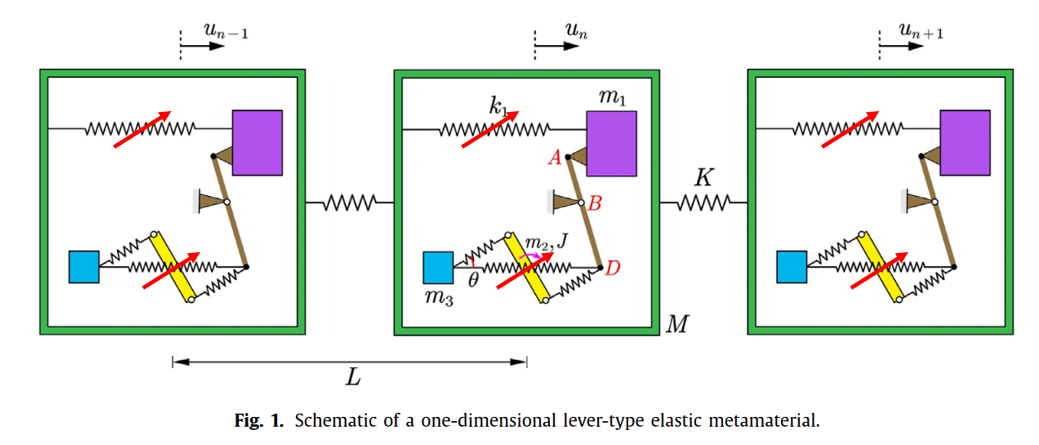 u_{n-1}
u_n
u_{n+1}
k_1
m_1
A
K
B
m_2, J
D
θ
m_3
M
L
Fig. 1. Schematic of a one-dimensional lever-type elastic metamaterial.